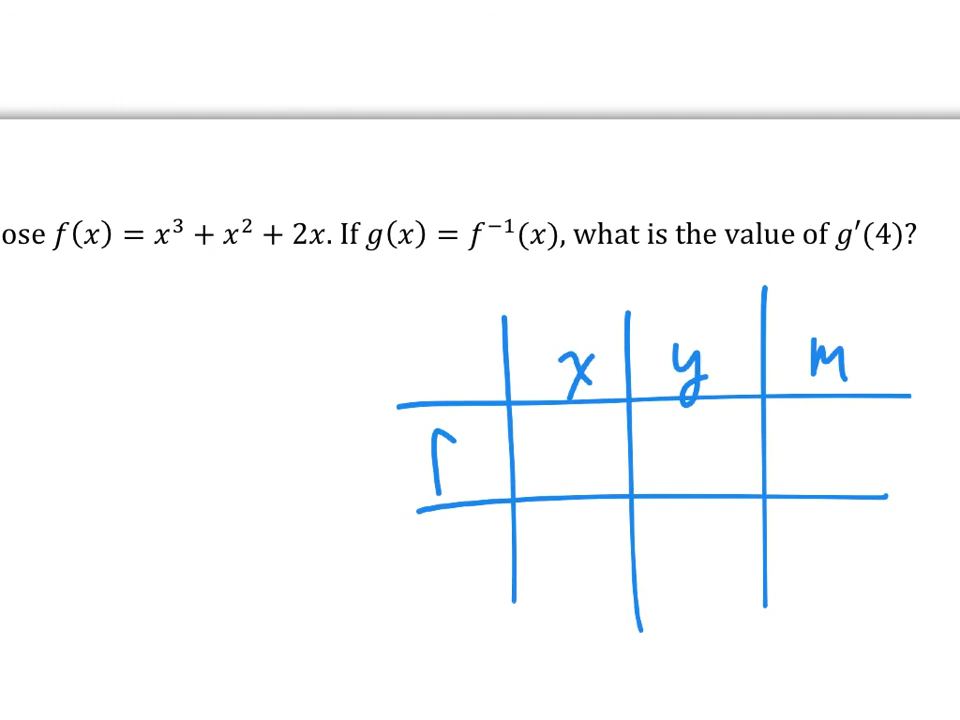 ose f(x) = x³ + x² + 2x. If g(x) = f⁻¹(x), what is the value of g′(4)?
x y m